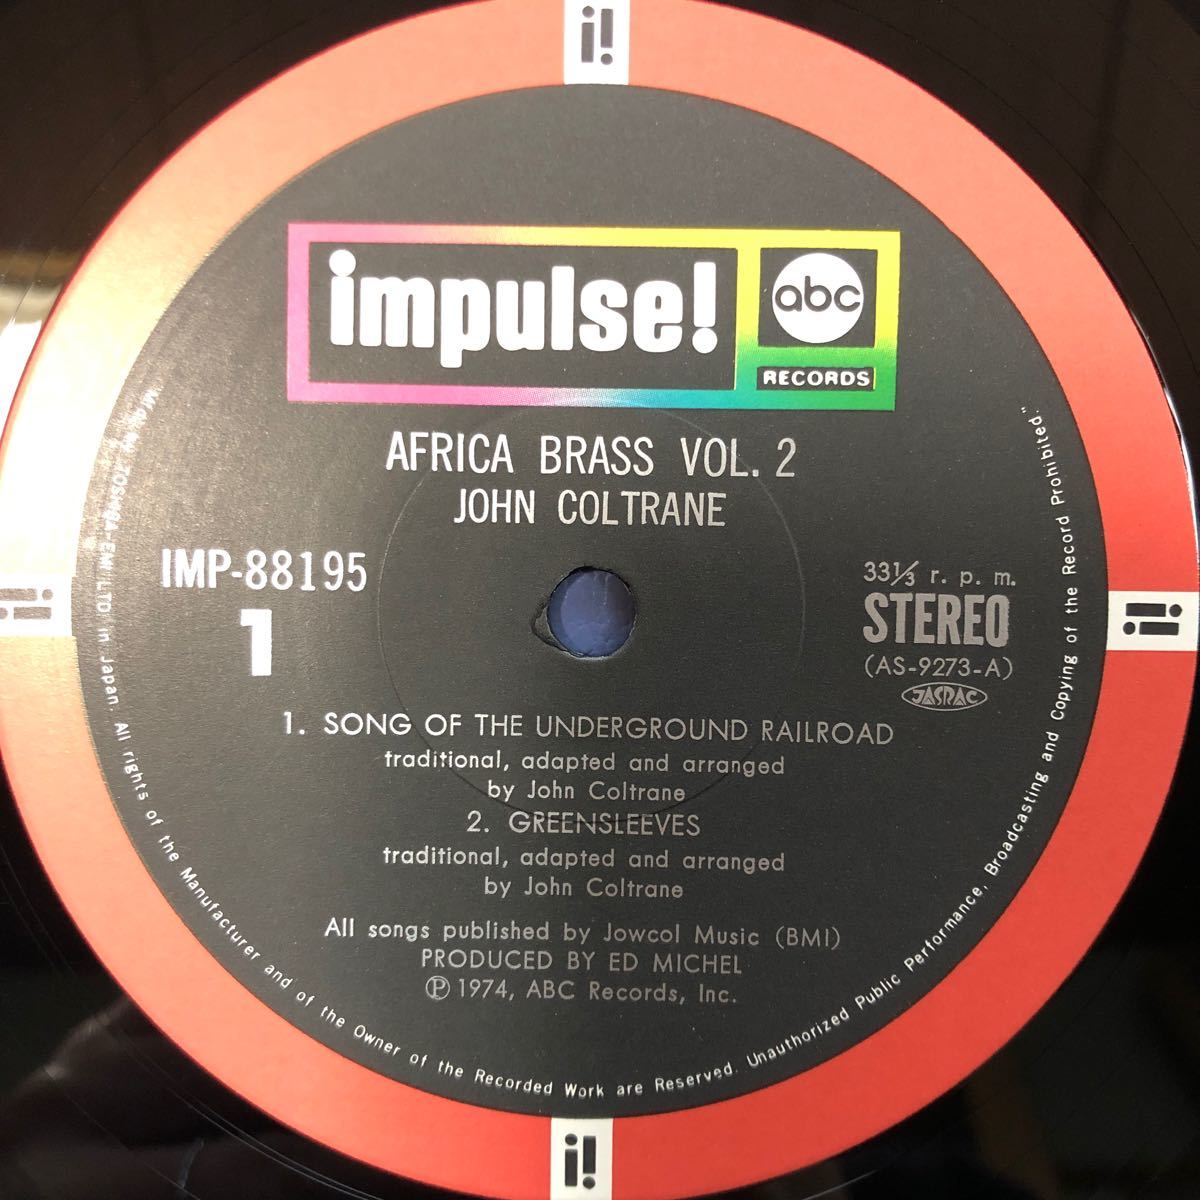 i!
impulse!
abc
RECORDS
AFRICA BRASS VOL. 2
JOHN COLTRANE
IMP-88195
1
33⅓ r. p. m.
STEREO
(AS-9273-A)
JASRAC
i!
i!
1. SONG OF THE UNDERGROUND RAILROAD
traditional, adapted and arranged
by John Coltrane
2. GREENSLEEVES
traditional, adapted and arranged
by John Coltrane
All songs published by Jowcol Music (BMI)
PRODUCED BY ED MICHEL
Ⓟ 1974, ABC Records, Inc.
by TOSHIBA-EMI LTD in Japan. All rights of the Manufacturer and of the Owner of the Recorded Work are Reserved. Unauthorized Public Performance, Broadcasting and Copying of the Record Prohibited.
i!